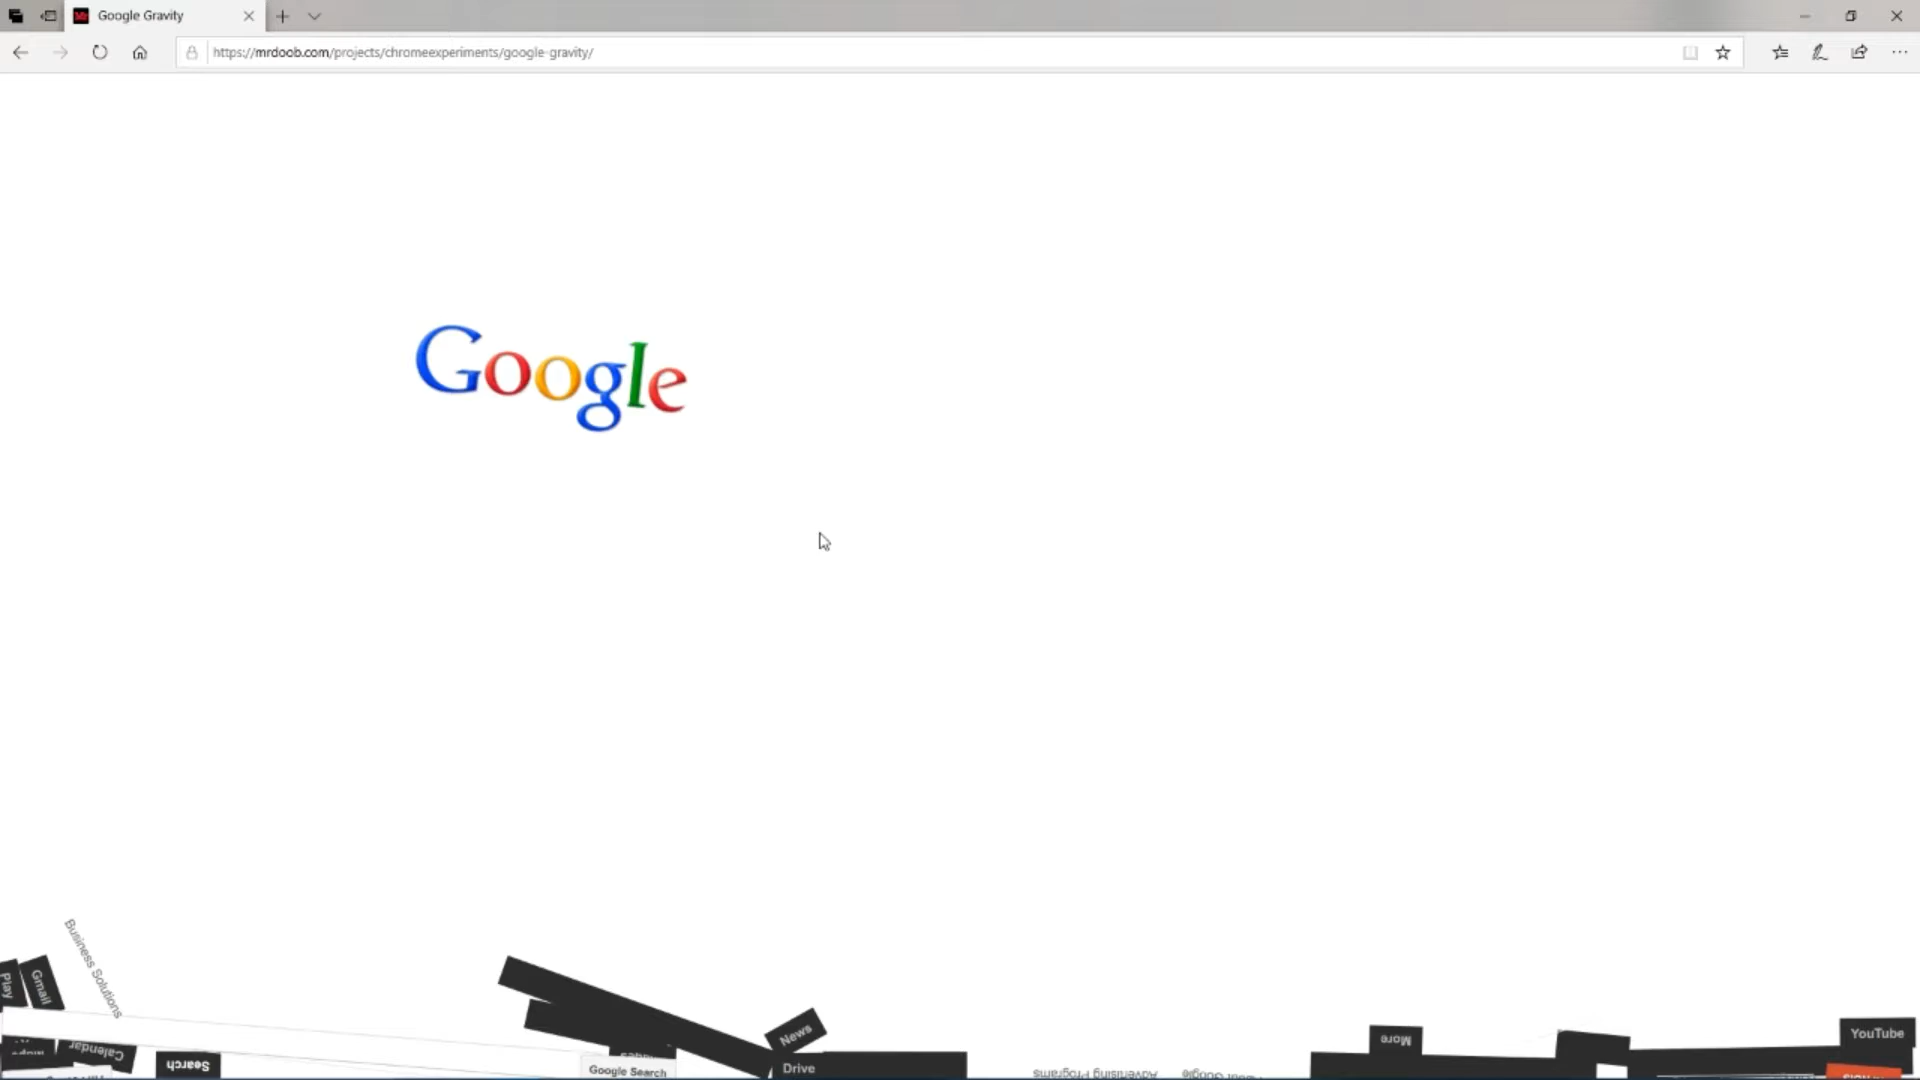 Google Gravity
https://mrdoob.com/projects/chromeexperiments/google-gravity/
Google
Business Solutions
Play
Gmail
Calendar
Search
News
Google Search
Drive
Advertising Programs
About Google
More
YouTube